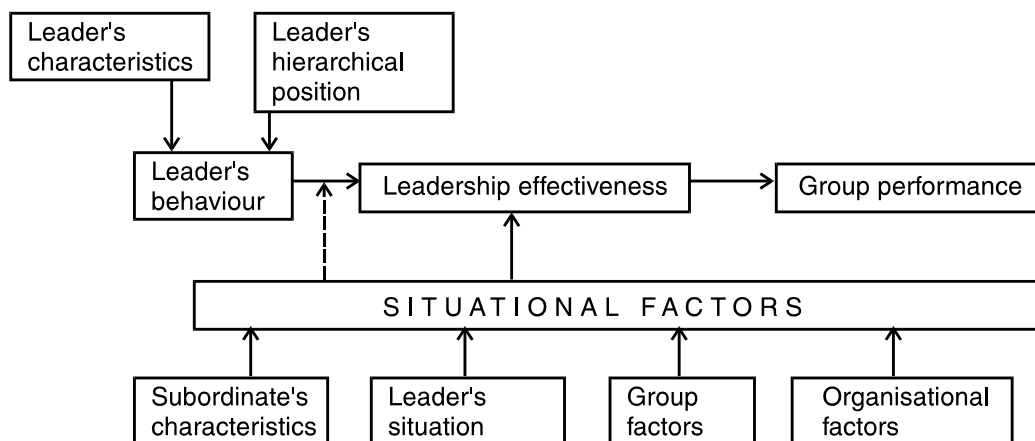 Leader's
characteristics
Leader's
hierarchical
position
Leader's
behaviour
Leadership effectiveness
Group performance
SITUATIONAL FACTORS
Subordinate's
characteristics
Leader's
situation
Group
factors
Organisational
factors